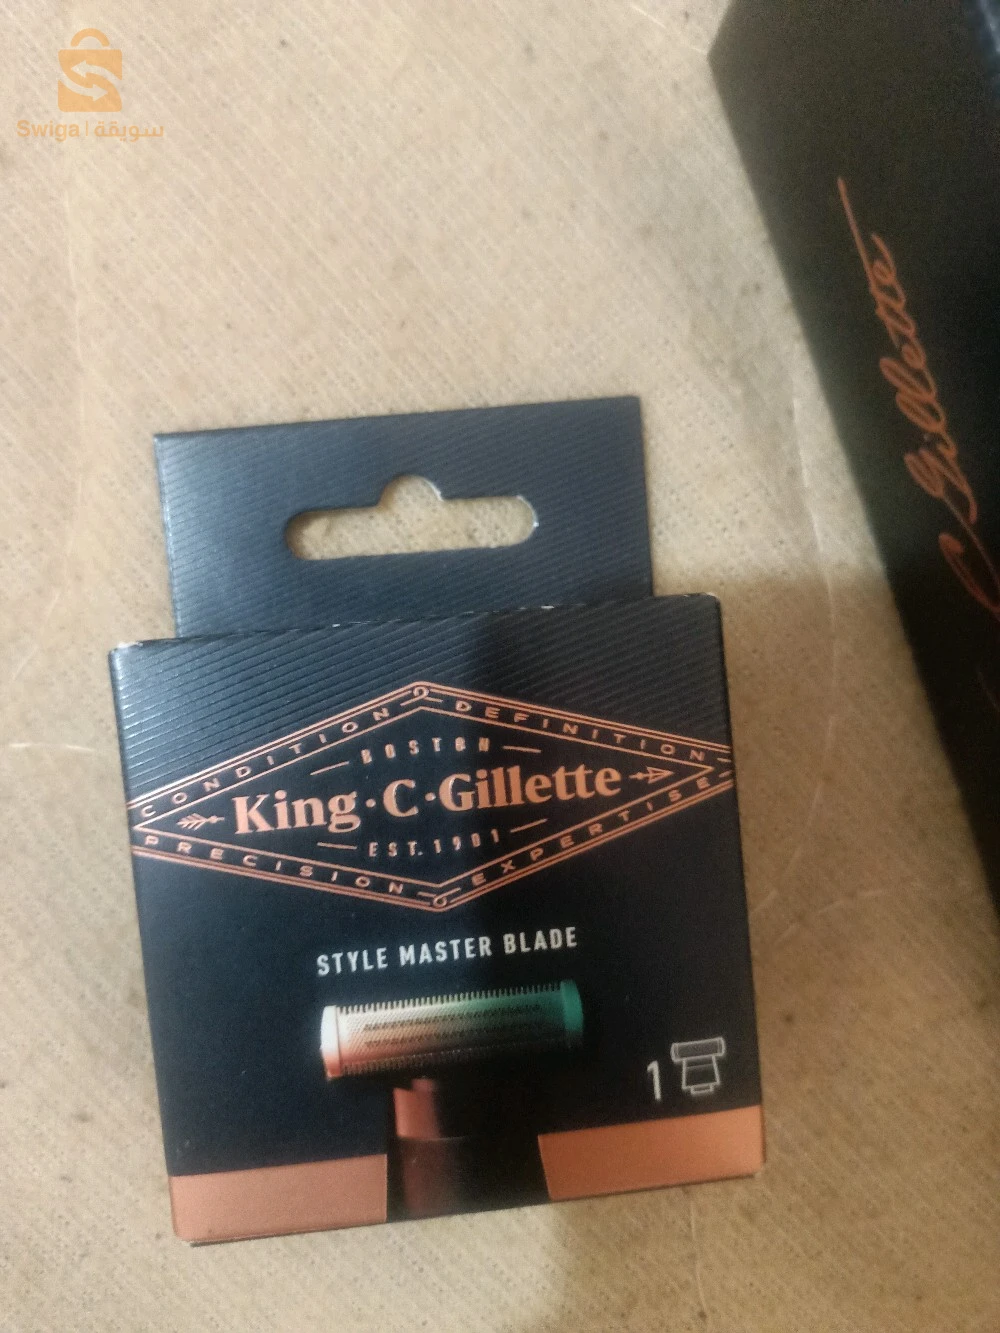 Swiga | سويقة
C Gillette
CONDITION DEFINITION
BOSTON
King·C·Gillette
EST. 1901
PRECISION EXPERTISE
STYLE MASTER BLADE
1